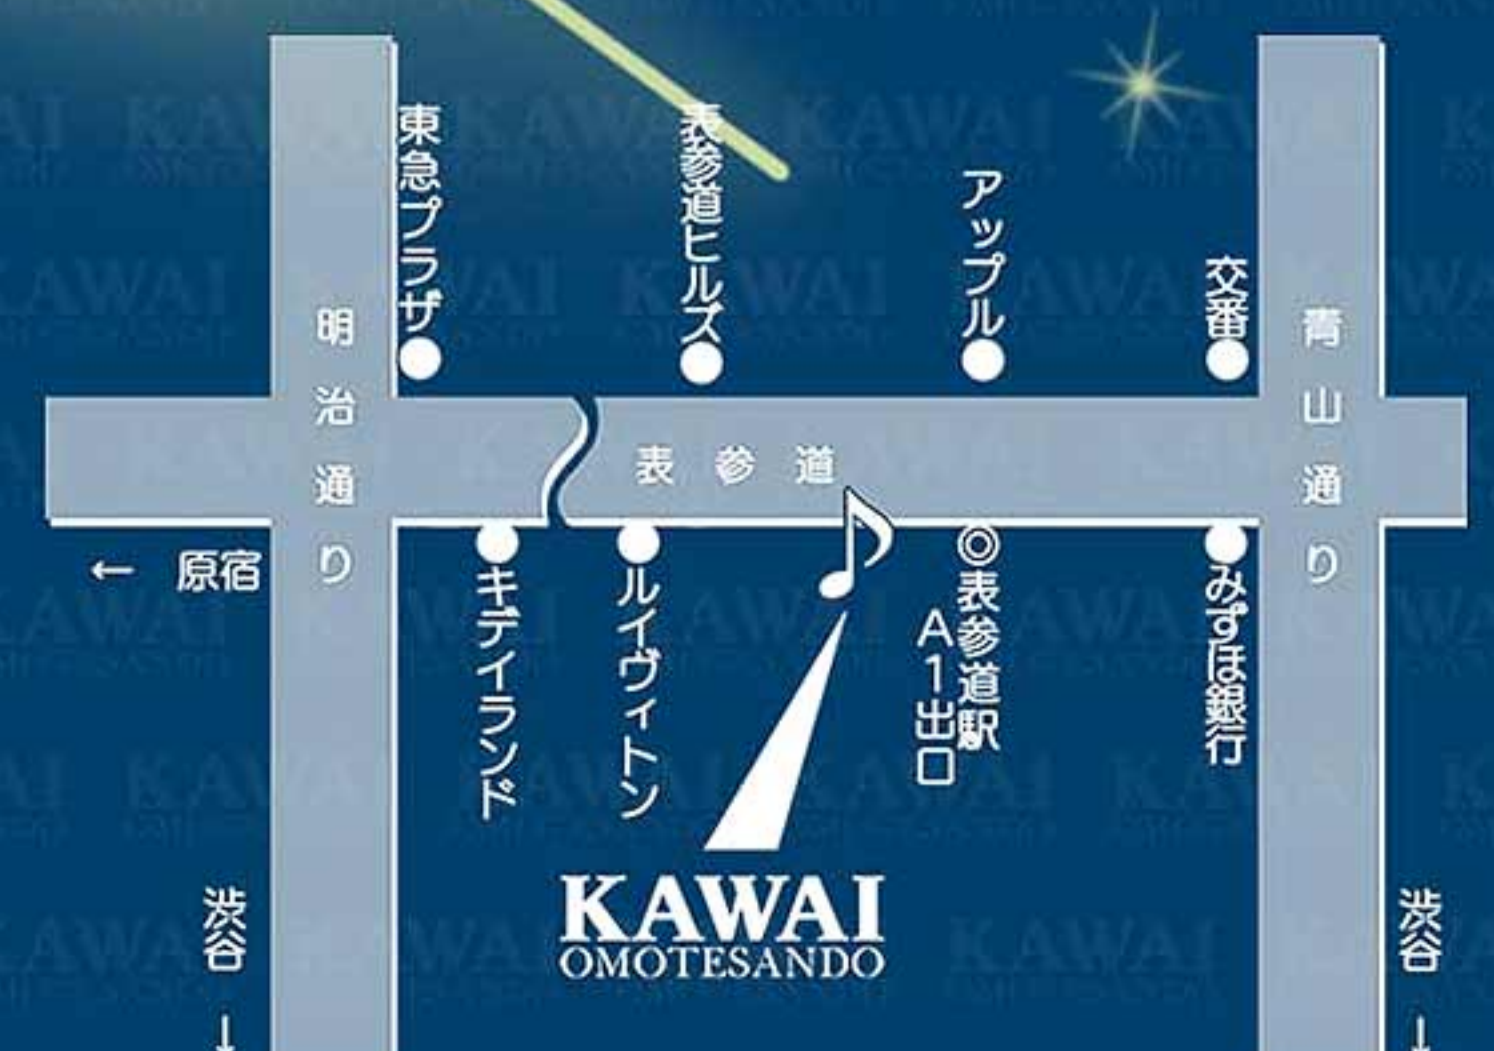 東急プラザ
表参道ヒルズ
アップル
交番
明治通り
青山通り
表参道
← 原宿
キデイランド
ルイヴィトン
◎表参道駅
A1出口
みずほ銀行
渋谷↓
渋谷↓
KAWAI
OMOTESANDO